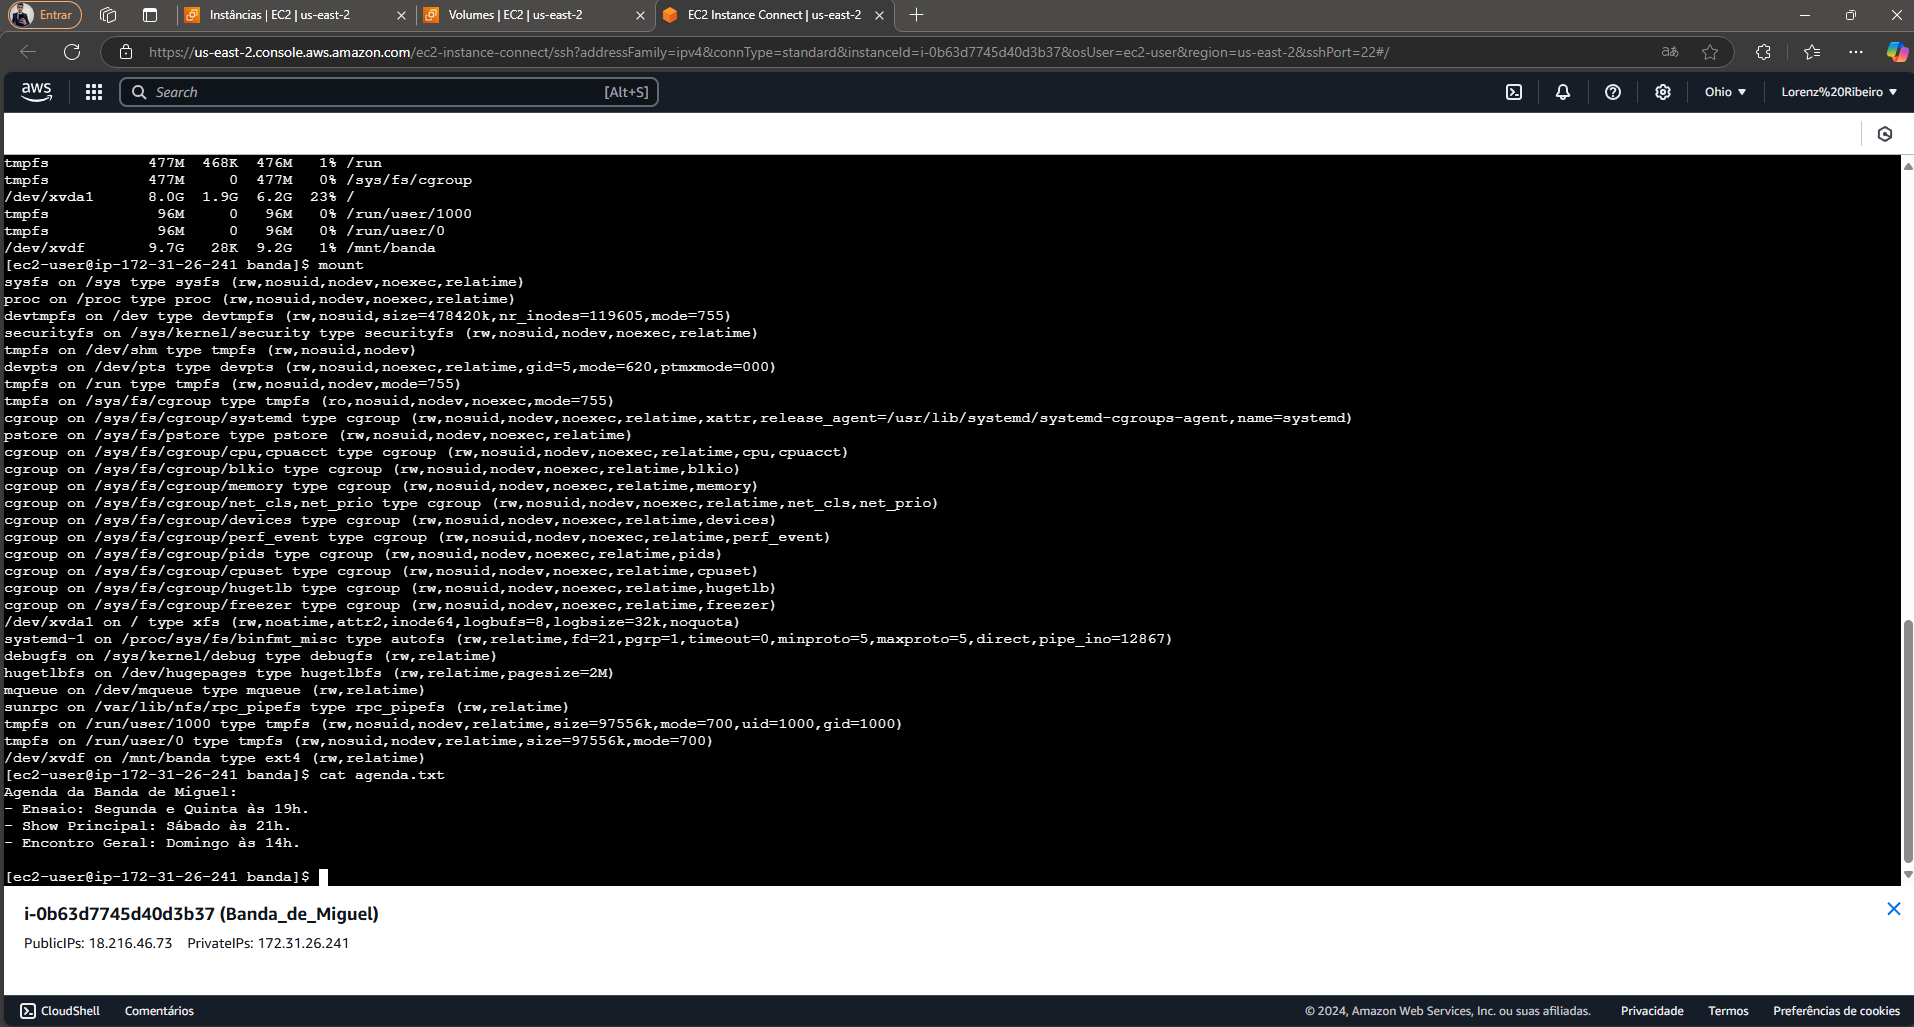 Entrar
Instâncias | EC2 | us-east-2
Volumes | EC2 | us-east-2
EC2 Instance Connect | us-east-2
https://us-east-2.console.aws.amazon.com/ec2-instance-connect/ssh?addressFamily=ipv4&connType=standard&instanceId=i-0b63d7745d40d3b37&osUser=ec2-user&region=us-east-2&sshPort=22#/
aws
Search
[Alt+S]
Ohio
Lorenz%20Ribeiro
tmpfs 477M 468K 476M 1% /run
tmpfs 477M 0 477M 0% /sys/fs/cgroup
/dev/xvda1 8.0G 1.9G 6.2G 23% /
tmpfs 96M 0 96M 0% /run/user/1000
tmpfs 96M 0 96M 0% /run/user/0
/dev/xvdf 9.7G 28K 9.2G 1% /mnt/banda
[ec2-user@ip-172-31-26-241 banda]$ mount
sysfs on /sys type sysfs (rw,nosuid,nodev,noexec,relatime)
proc on /proc type proc (rw,nosuid,nodev,noexec,relatime)
devtmpfs on /dev type devtmpfs (rw,nosuid,size=478420k,nr_inodes=119605,mode=755)
securityfs on /sys/kernel/security type securityfs (rw,nosuid,nodev,noexec,relatime)
tmpfs on /dev/shm type tmpfs (rw,nosuid,nodev)
devpts on /dev/pts type devpts (rw,nosuid,noexec,relatime,gid=5,mode=620,ptmxmode=000)
tmpfs on /run type tmpfs (rw,nosuid,nodev,mode=755)
tmpfs on /sys/fs/cgroup type tmpfs (ro,nosuid,nodev,noexec,mode=755)
cgroup on /sys/fs/cgroup/systemd type cgroup (rw,nosuid,nodev,noexec,relatime,xattr,release_agent=/usr/lib/systemd/systemd-cgroups-agent,name=systemd)
pstore on /sys/fs/pstore type pstore (rw,nosuid,nodev,noexec,relatime)
cgroup on /sys/fs/cgroup/cpu,cpuacct type cgroup (rw,nosuid,nodev,noexec,relatime,cpu,cpuacct)
cgroup on /sys/fs/cgroup/blkio type cgroup (rw,nosuid,nodev,noexec,relatime,blkio)
cgroup on /sys/fs/cgroup/memory type cgroup (rw,nosuid,nodev,noexec,relatime,memory)
cgroup on /sys/fs/cgroup/net_cls,net_prio type cgroup (rw,nosuid,nodev,noexec,relatime,net_cls,net_prio)
cgroup on /sys/fs/cgroup/devices type cgroup (rw,nosuid,nodev,noexec,relatime,devices)
cgroup on /sys/fs/cgroup/perf_event type cgroup (rw,nosuid,nodev,noexec,relatime,perf_event)
cgroup on /sys/fs/cgroup/pids type cgroup (rw,nosuid,nodev,noexec,relatime,pids)
cgroup on /sys/fs/cgroup/cpuset type cgroup (rw,nosuid,nodev,noexec,relatime,cpuset)
cgroup on /sys/fs/cgroup/hugetlb type cgroup (rw,nosuid,nodev,noexec,relatime,hugetlb)
cgroup on /sys/fs/cgroup/freezer type cgroup (rw,nosuid,nodev,noexec,relatime,freezer)
/dev/xvda1 on / type xfs (rw,noatime,attr2,inode64,logbufs=8,logbsize=32k,noquota)
systemd-1 on /proc/sys/fs/binfmt_misc type autofs (rw,relatime,fd=21,pgrp=1,timeout=0,minproto=5,maxproto=5,direct,pipe_ino=12867)
debugfs on /sys/kernel/debug type debugfs (rw,relatime)
hugetlbfs on /dev/hugepages type hugetlbfs (rw,relatime,pagesize=2M)
mqueue on /dev/mqueue type mqueue (rw,relatime)
sunrpc on /var/lib/nfs/rpc_pipefs type rpc_pipefs (rw,relatime)
tmpfs on /run/user/1000 type tmpfs (rw,nosuid,nodev,relatime,size=97556k,mode=700,uid=1000,gid=1000)
tmpfs on /run/user/0 type tmpfs (rw,nosuid,nodev,relatime,size=97556k,mode=700)
/dev/xvdf on /mnt/banda type ext4 (rw,relatime)
[ec2-user@ip-172-31-26-241 banda]$ cat agenda.txt
Agenda da Banda de Miguel:
- Ensaio: Segunda e Quinta às 19h.
- Show Principal: Sábado às 21h.
- Encontro Geral: Domingo às 14h.
[ec2-user@ip-172-31-26-241 banda]$
i-0b63d7745d40d3b37 (Banda_de_Miguel)
PublicIPs: 18.216.46.73 PrivateIPs: 172.31.26.241
CloudShell
Comentários
© 2024, Amazon Web Services, Inc. ou suas afiliadas.
Privacidade
Termos
Preferências de cookies